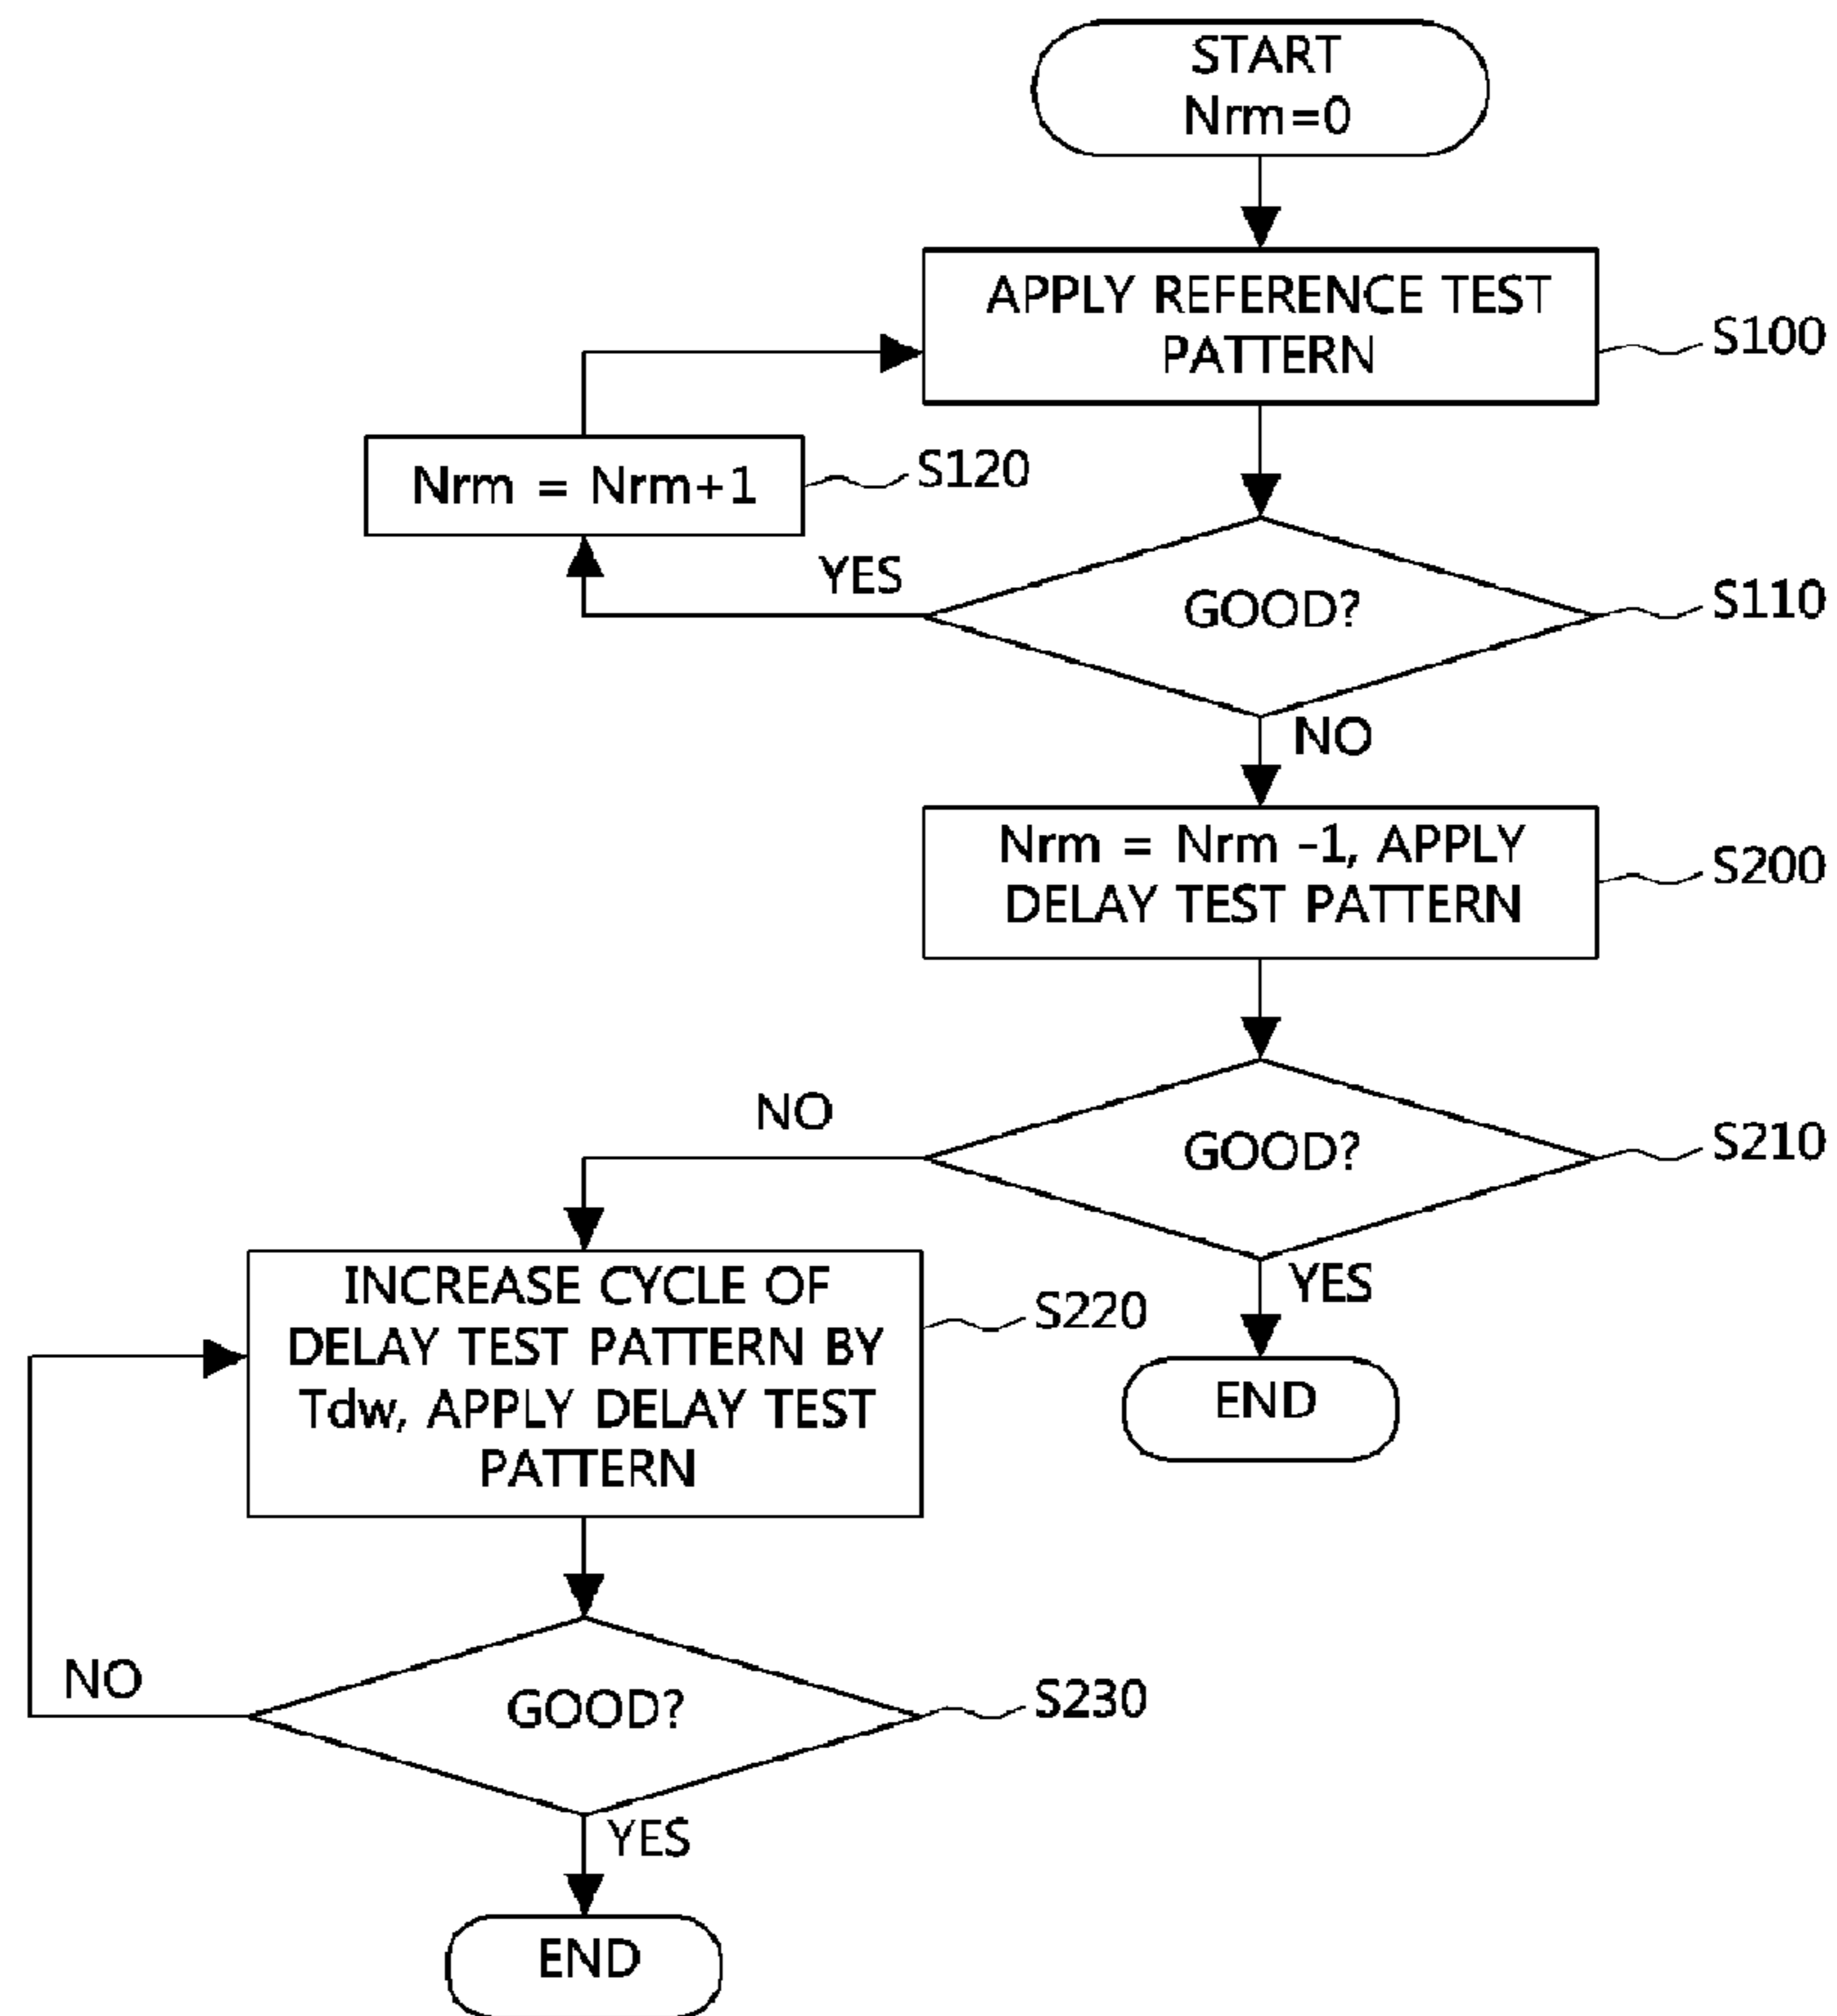 START
Nrm=0
APPLY REFERENCE TEST
PATTERN
S100
Nrm = Nrm+1
S120
YES
GOOD?
S110
NO
Nrm = Nrm -1, APPLY
DELAY TEST PATTERN
S200
NO
GOOD?
S210
YES
END
INCREASE CYCLE OF
DELAY TEST PATTERN BY
Tdw, APPLY DELAY TEST
PATTERN
S220
NO
GOOD?
S230
YES
END